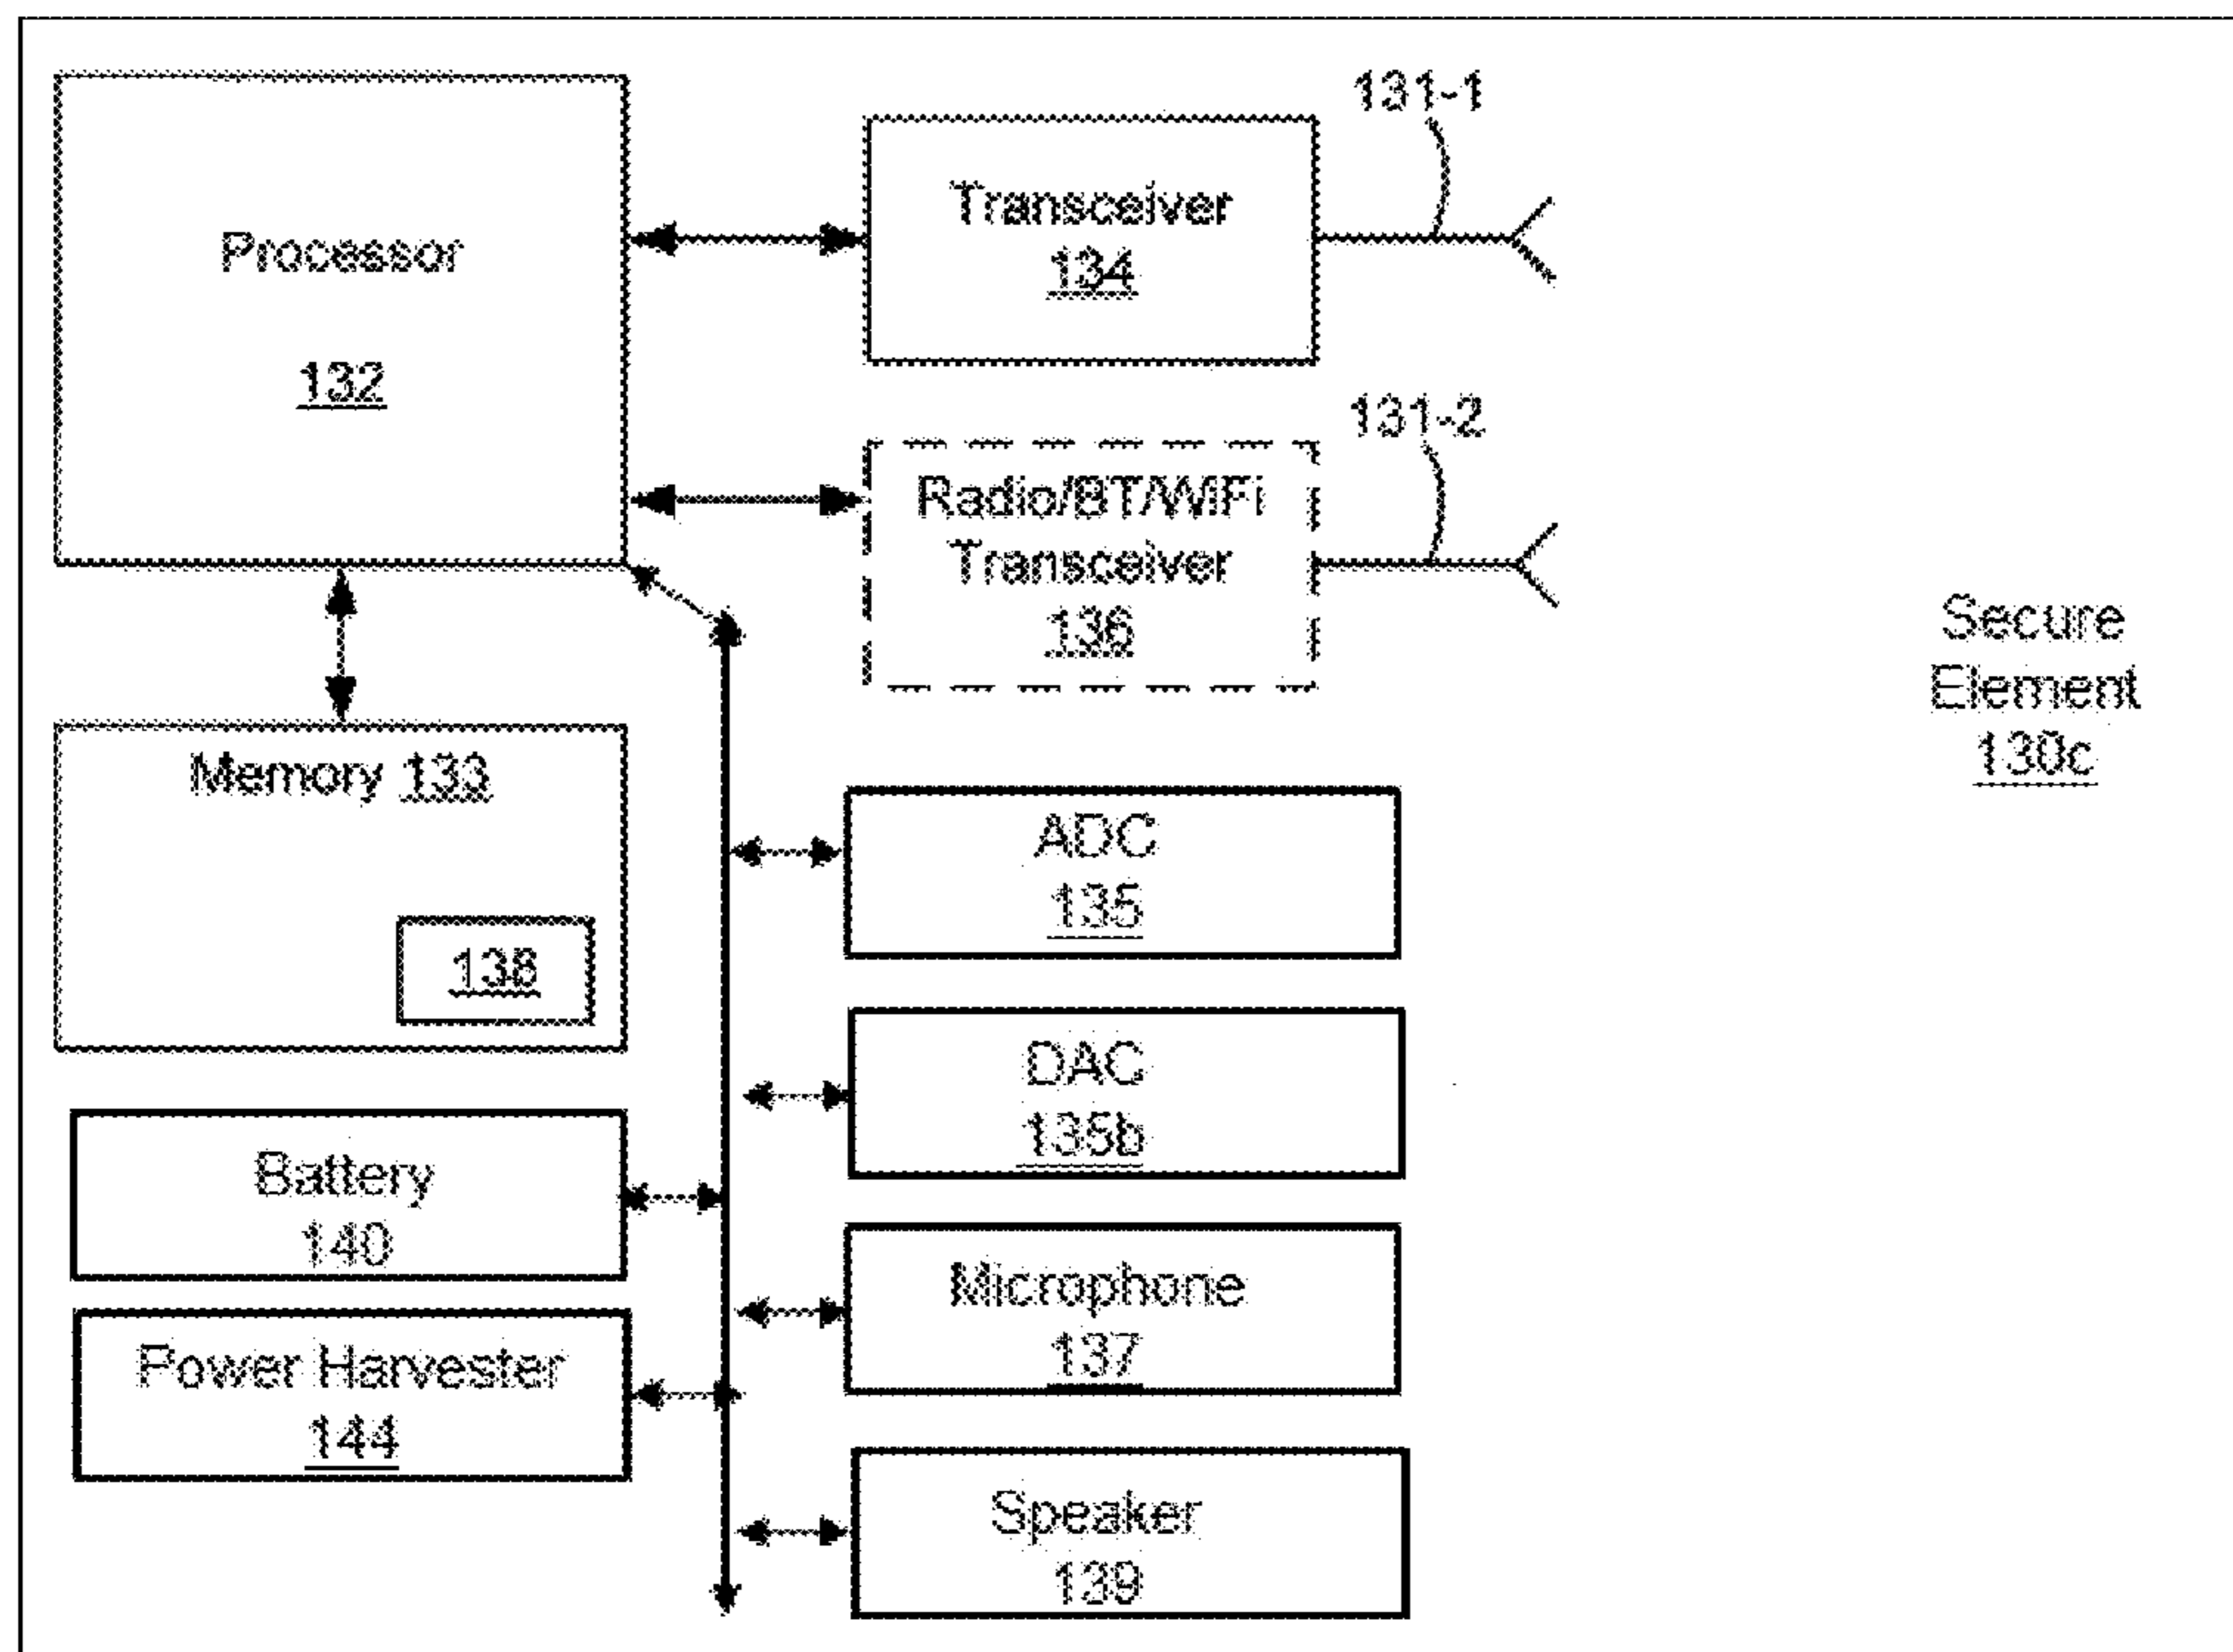 Processor
132
Transceiver
134
131-1
Radio/BT/WiFi
Transceiver
136
131-2
Secure
Element
130c
Memory 133
138
ADC
135
DAC
135b
Battery
140
Microphone
137
Power Harvester
144
Speaker
139